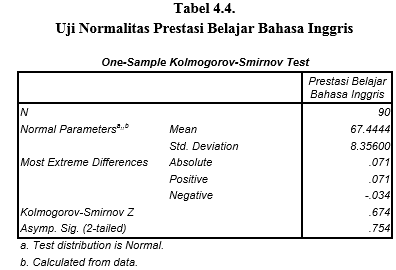 Tabel 4.4.
Uji Normalitas Prestasi Belajar Bahasa Inggris
One-Sample Kolmogorov-Smirnov Test
Prestasi Belajar
Bahasa Inggris
N 90
Normal Parametersa,,b Mean 67.4444
Std. Deviation 8.35600
Most Extreme Differences Absolute .071
Positive .071
Negative -.034
Kolmogorov-Smirnov Z .674
Asymp. Sig. (2-tailed) .754
a. Test distribution is Normal.
b. Calculated from data.